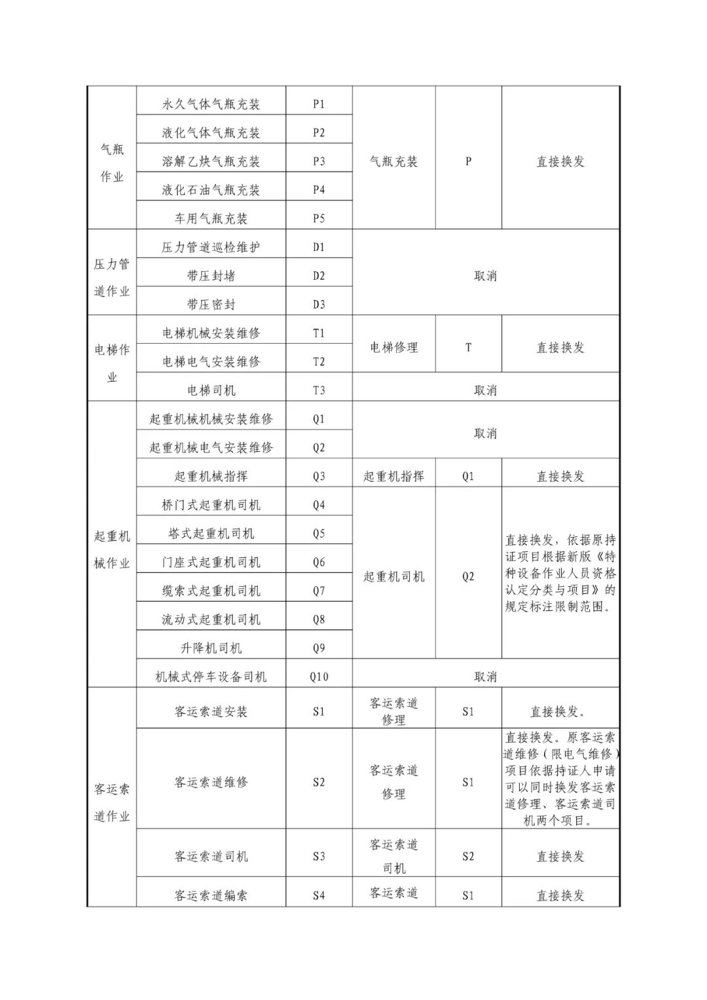 气瓶
作业
永久气体气瓶充装 P1
液化气体气瓶充装 P2
溶解乙炔气瓶充装 P3 气瓶充装 P 直接换发
液化石油气瓶充装 P4
车用气瓶充装 P5
压力管
道作业
压力管道巡检维护 D1
带压封堵 D2 取消
带压密封 D3
电梯作
业
电梯机械安装维修 T1
电梯修理 T 直接换发
电梯电气安装维修 T2
电梯司机 T3 取消
起重机
械作业
起重机械机械安装维修 Q1
取消
起重机械电气安装维修 Q2
起重机械指挥 Q3 起重机指挥 Q1 直接换发
桥门式起重机司机 Q4
塔式起重机司机 Q5
门座式起重机司机 Q6
缆索式起重机司机 Q7
流动式起重机司机 Q8
升降机司机 Q9
起重机司机 Q2
直接换发，依据原持
证项目根据新版《特
种设备作业人员资格
认定分类与项目》的
规定标注限制范围。
机械式停车设备司机 Q10 取消
客运索
道作业
客运索道安装 S1
客运索道
修理
S1 直接换发。
客运索道维修 S2
客运索道
修理
S1
直接换发。原客运索
道维修（限电气维修）
项目依据持证人申请
可以同时换发客运索
道修理、客运索道司
机两个项目。
客运索道司机 S3
客运索道
司机
S2 直接换发
客运索道编索 S4 客运索道 S1 直接换发